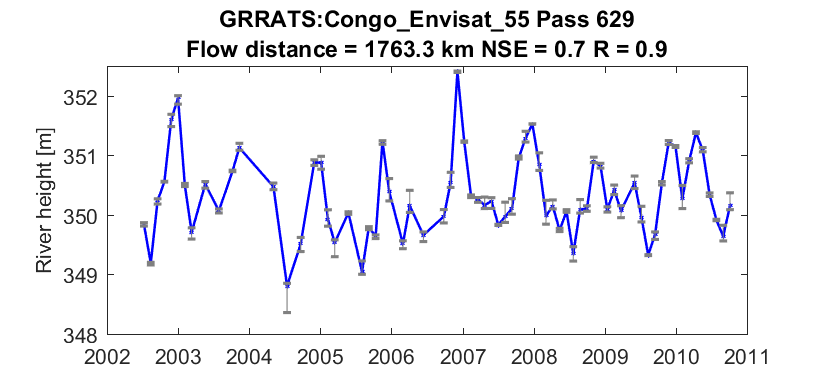 GRRATS:Congo_Envisat_55 Pass 629
Flow distance = 1763.3 km NSE = 0.7 R = 0.9
River height [m]
352
351
350
349
348
2002 2003 2004 2005 2006 2007 2008 2009 2010 2011